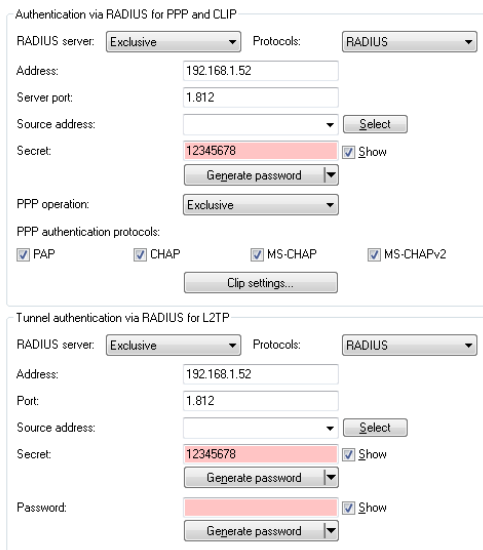 Authentication via RADIUS for PPP and CLIP
RADIUS server: Exclusive Protocols: RADIUS
Address: 192.168.1.52
Server port: 1.812
Source address: Select
Secret: 12345678 Show
Generate password
PPP operation: Exclusive
PPP authentication protocols:
PAP CHAP MS-CHAP MS-CHAPv2
Clip settings...
Tunnel authentication via RADIUS for L2TP
RADIUS server: Exclusive Protocols: RADIUS
Address: 192.168.1.52
Port: 1.812
Source address: Select
Secret: 12345678 Show
Generate password
Password: Show
Generate password